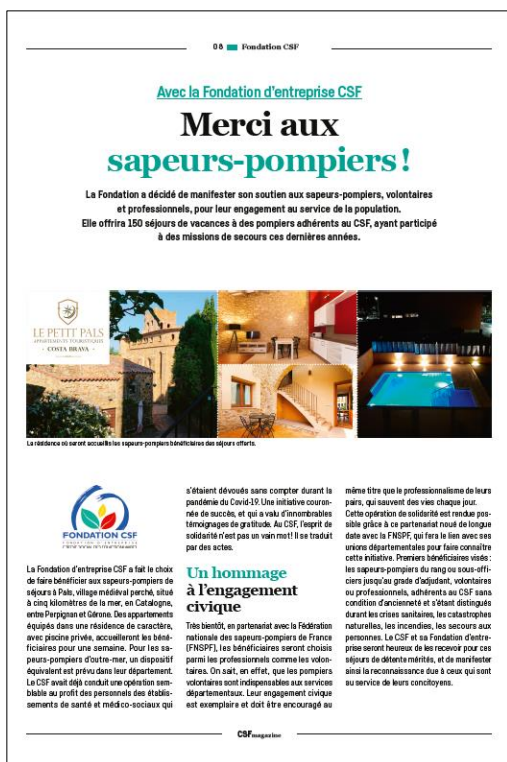 08 Fondation CSF
Avec la Fondation d'entreprise CSF
Merci aux
sapeurs-pompiers !
La Fondation a décidé de manifester son soutien aux sapeurs-pompiers, volontaires
et professionnels, pour leur engagement au service de la population.
Elle offrira 150 séjours de vacances à des pompiers adhérents au CSF, ayant participé
à des missions de secours ces dernières années.
LE PETIT PALS
APPARTEMENTS TOURISTIQUES
- COSTA BRAVA -
La résidence où seront accueillis les sapeurs-pompiers bénéficiaires des séjours offerts.
FONDATION CSF
FONDATION D'ENTREPRISE
CRÉDIT SOCIAL DES FONCTIONNAIRES
La Fondation d'entreprise CSF a fait le choix
de faire bénéficier aux sapeurs-pompiers de
séjours à Pals, village médiéval perché, situé
à cinq kilomètres de la mer, en Catalogne,
entre Perpignan et Gérone. Des appartements
équipés dans une résidence de caractère,
avec piscine privée, accueilleront les béné-
ficiaires pour une semaine. Pour les sa-
peurs-pompiers d'outre-mer, un dispositif
équivalent est prévu dans leur département.
Le CSF avait déjà conduit une opération sem-
blable au profit des personnels des établis-
sements de santé et médico-sociaux qui
s'étaient dévoués sans compter durant la
pandémie du Covid-19. Une initiative couron-
née de succès, et qui a valu d'innombrables
témoignages de gratitude. Au CSF, l'esprit de
solidarité n'est pas un vain mot ! Il se traduit
par des actes.
Un hommage
à l'engagement
civique
Très bientôt, en partenariat avec la Fédération
nationale des sapeurs-pompiers de France
(FNSPF), les bénéficiaires seront choisis
parmi les professionnels comme les volon-
taires. On sait, en effet, que les pompiers
volontaires sont indispensables aux services
départementaux. Leur engagement civique
est exemplaire et doit être encouragé au
même titre que le professionnalisme de leurs
pairs, qui sauvent des vies chaque jour.
Cette opération de solidarité est rendue pos-
sible grâce à ce partenariat noué de longue
date avec la FNSPF, qui fera le lien avec ses
unions départementales pour faire connaître
cette initiative. Premiers bénéficiaires visés :
les sapeurs-pompiers du rang ou sous-offi-
ciers jusqu'au grade d'adjudant, volontaires
ou professionnels, adhérents au CSF sans
condition d'ancienneté et s'étant distingués
durant les crises sanitaires, les catastrophes
naturelles, les incendies, les secours aux
personnes. Le CSF et sa Fondation d'entre-
prise seront heureux de les recevoir pour ces
séjours de détente mérités, et de manifester
ainsi la reconnaissance due à ceux qui sont
au service de leurs concitoyens.
CSFmagazine